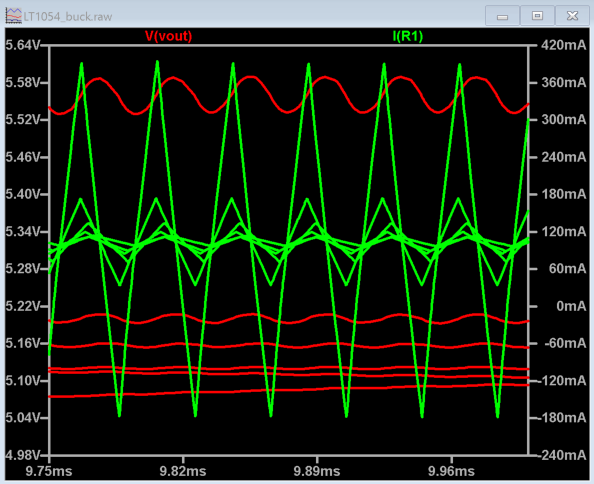 LT1054_buck.raw
V(vout) I(R1)
5.64V 420mA
5.58V 360mA
5.52V 300mA
5.46V 240mA
5.40V 180mA
5.34V 120mA
5.28V 60mA
5.22V 0mA
5.16V -60mA
5.10V -120mA
5.04V -180mA
4.98V -240mA
9.75ms 9.82ms 9.89ms 9.96ms